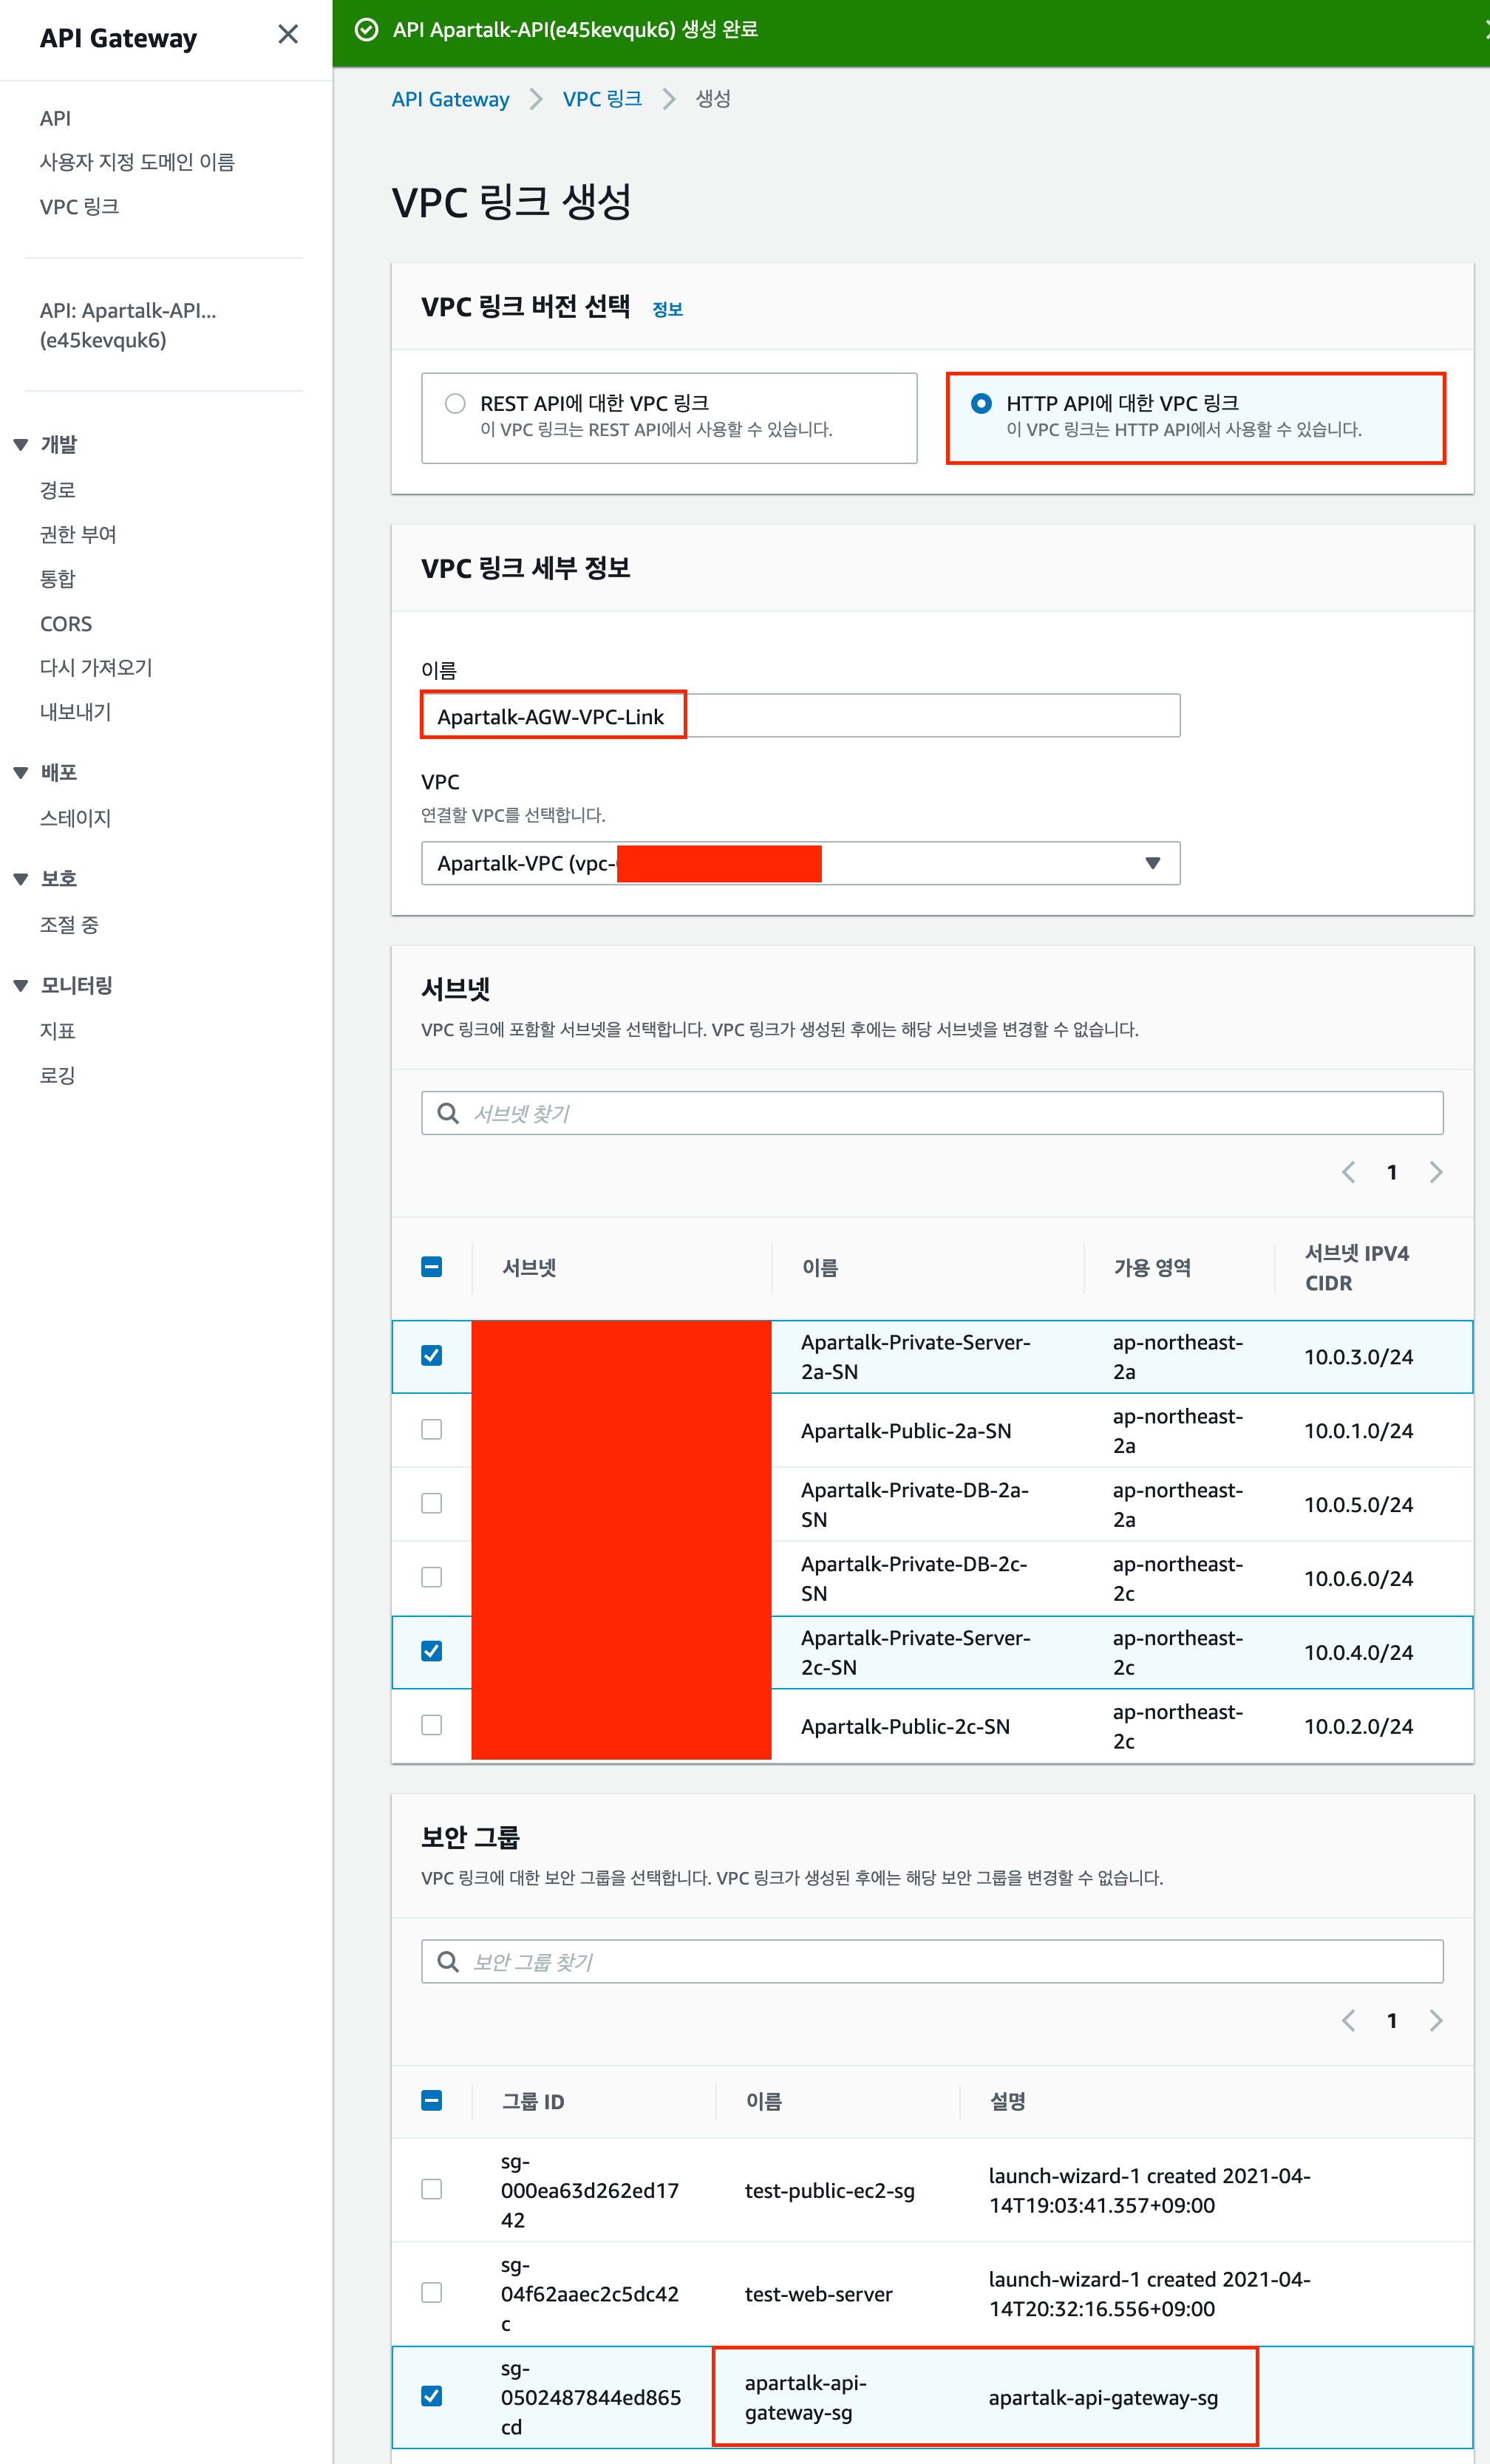 API Gateway
API
사용자 지정 도메인 이름
VPC 링크
API: Apartalk-API...
(e45kevquk6)
개발
경로
권한 부여
통합
CORS
다시 가져오기
내보내기
배포
스테이지
보호
조절 중
모니터링
지표
로깅
API Apartalk-API(e45kevquk6) 생성 완료
API Gateway
VPC 링크
생성
VPC 링크 생성
VPC 링크 버전 선택 정보
REST API에 대한 VPC 링크
이 VPC 링크는 REST API에서 사용할 수 있습니다.
HTTP API에 대한 VPC 링크
이 VPC 링크는 HTTP API에서 사용할 수 있습니다.
VPC 링크 세부 정보
이름
Apartalk-AGW-VPC-Link
VPC
연결할 VPC를 선택합니다.
Apartalk-VPC (vpc-
서브넷
VPC 링크에 포함할 서브넷을 선택합니다. VPC 링크가 생성된 후에는 해당 서브넷을 변경할 수 없습니다.
서브넷 찾기
1
서브넷 이름 가용 영역 서브넷 IPV4
CIDR
Apartalk-Private-Server-
2a-SN
ap-northeast-
2a
10.0.3.0/24
Apartalk-Public-2a-SN
ap-northeast-
2a
10.0.1.0/24
Apartalk-Private-DB-2a-
SN
ap-northeast-
2a
10.0.5.0/24
Apartalk-Private-DB-2c-
SN
ap-northeast-
2c
10.0.6.0/24
Apartalk-Private-Server-
2c-SN
ap-northeast-
2c
10.0.4.0/24
Apartalk-Public-2c-SN
ap-northeast-
2c
10.0.2.0/24
보안 그룹
VPC 링크에 대한 보안 그룹을 선택합니다. VPC 링크가 생성된 후에는 해당 보안 그룹을 변경할 수 없습니다.
보안 그룹 찾기
1
그룹 ID 이름 설명
sg-
000ea63d262ed17
42
test-public-ec2-sg
launch-wizard-1 created 2021-04-
14T19:03:41.357+09:00
sg-
04f62aaec2c5dc42
c
test-web-server
launch-wizard-1 created 2021-04-
14T20:32:16.556+09:00
sg-
0502487844ed865
cd
apartalk-api-
gateway-sg
apartalk-api-gateway-sg